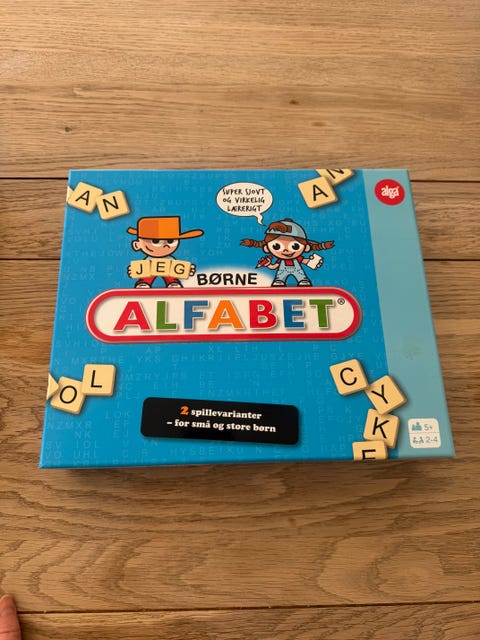 AN
AN
alga
SUPER SJOVT
OG VIRKELIG
LÆRERIGT
JEG
BØRNE
ALFABET®
OL
CYKE
2 spillevarianter
– for små og store børn
5+
2-4